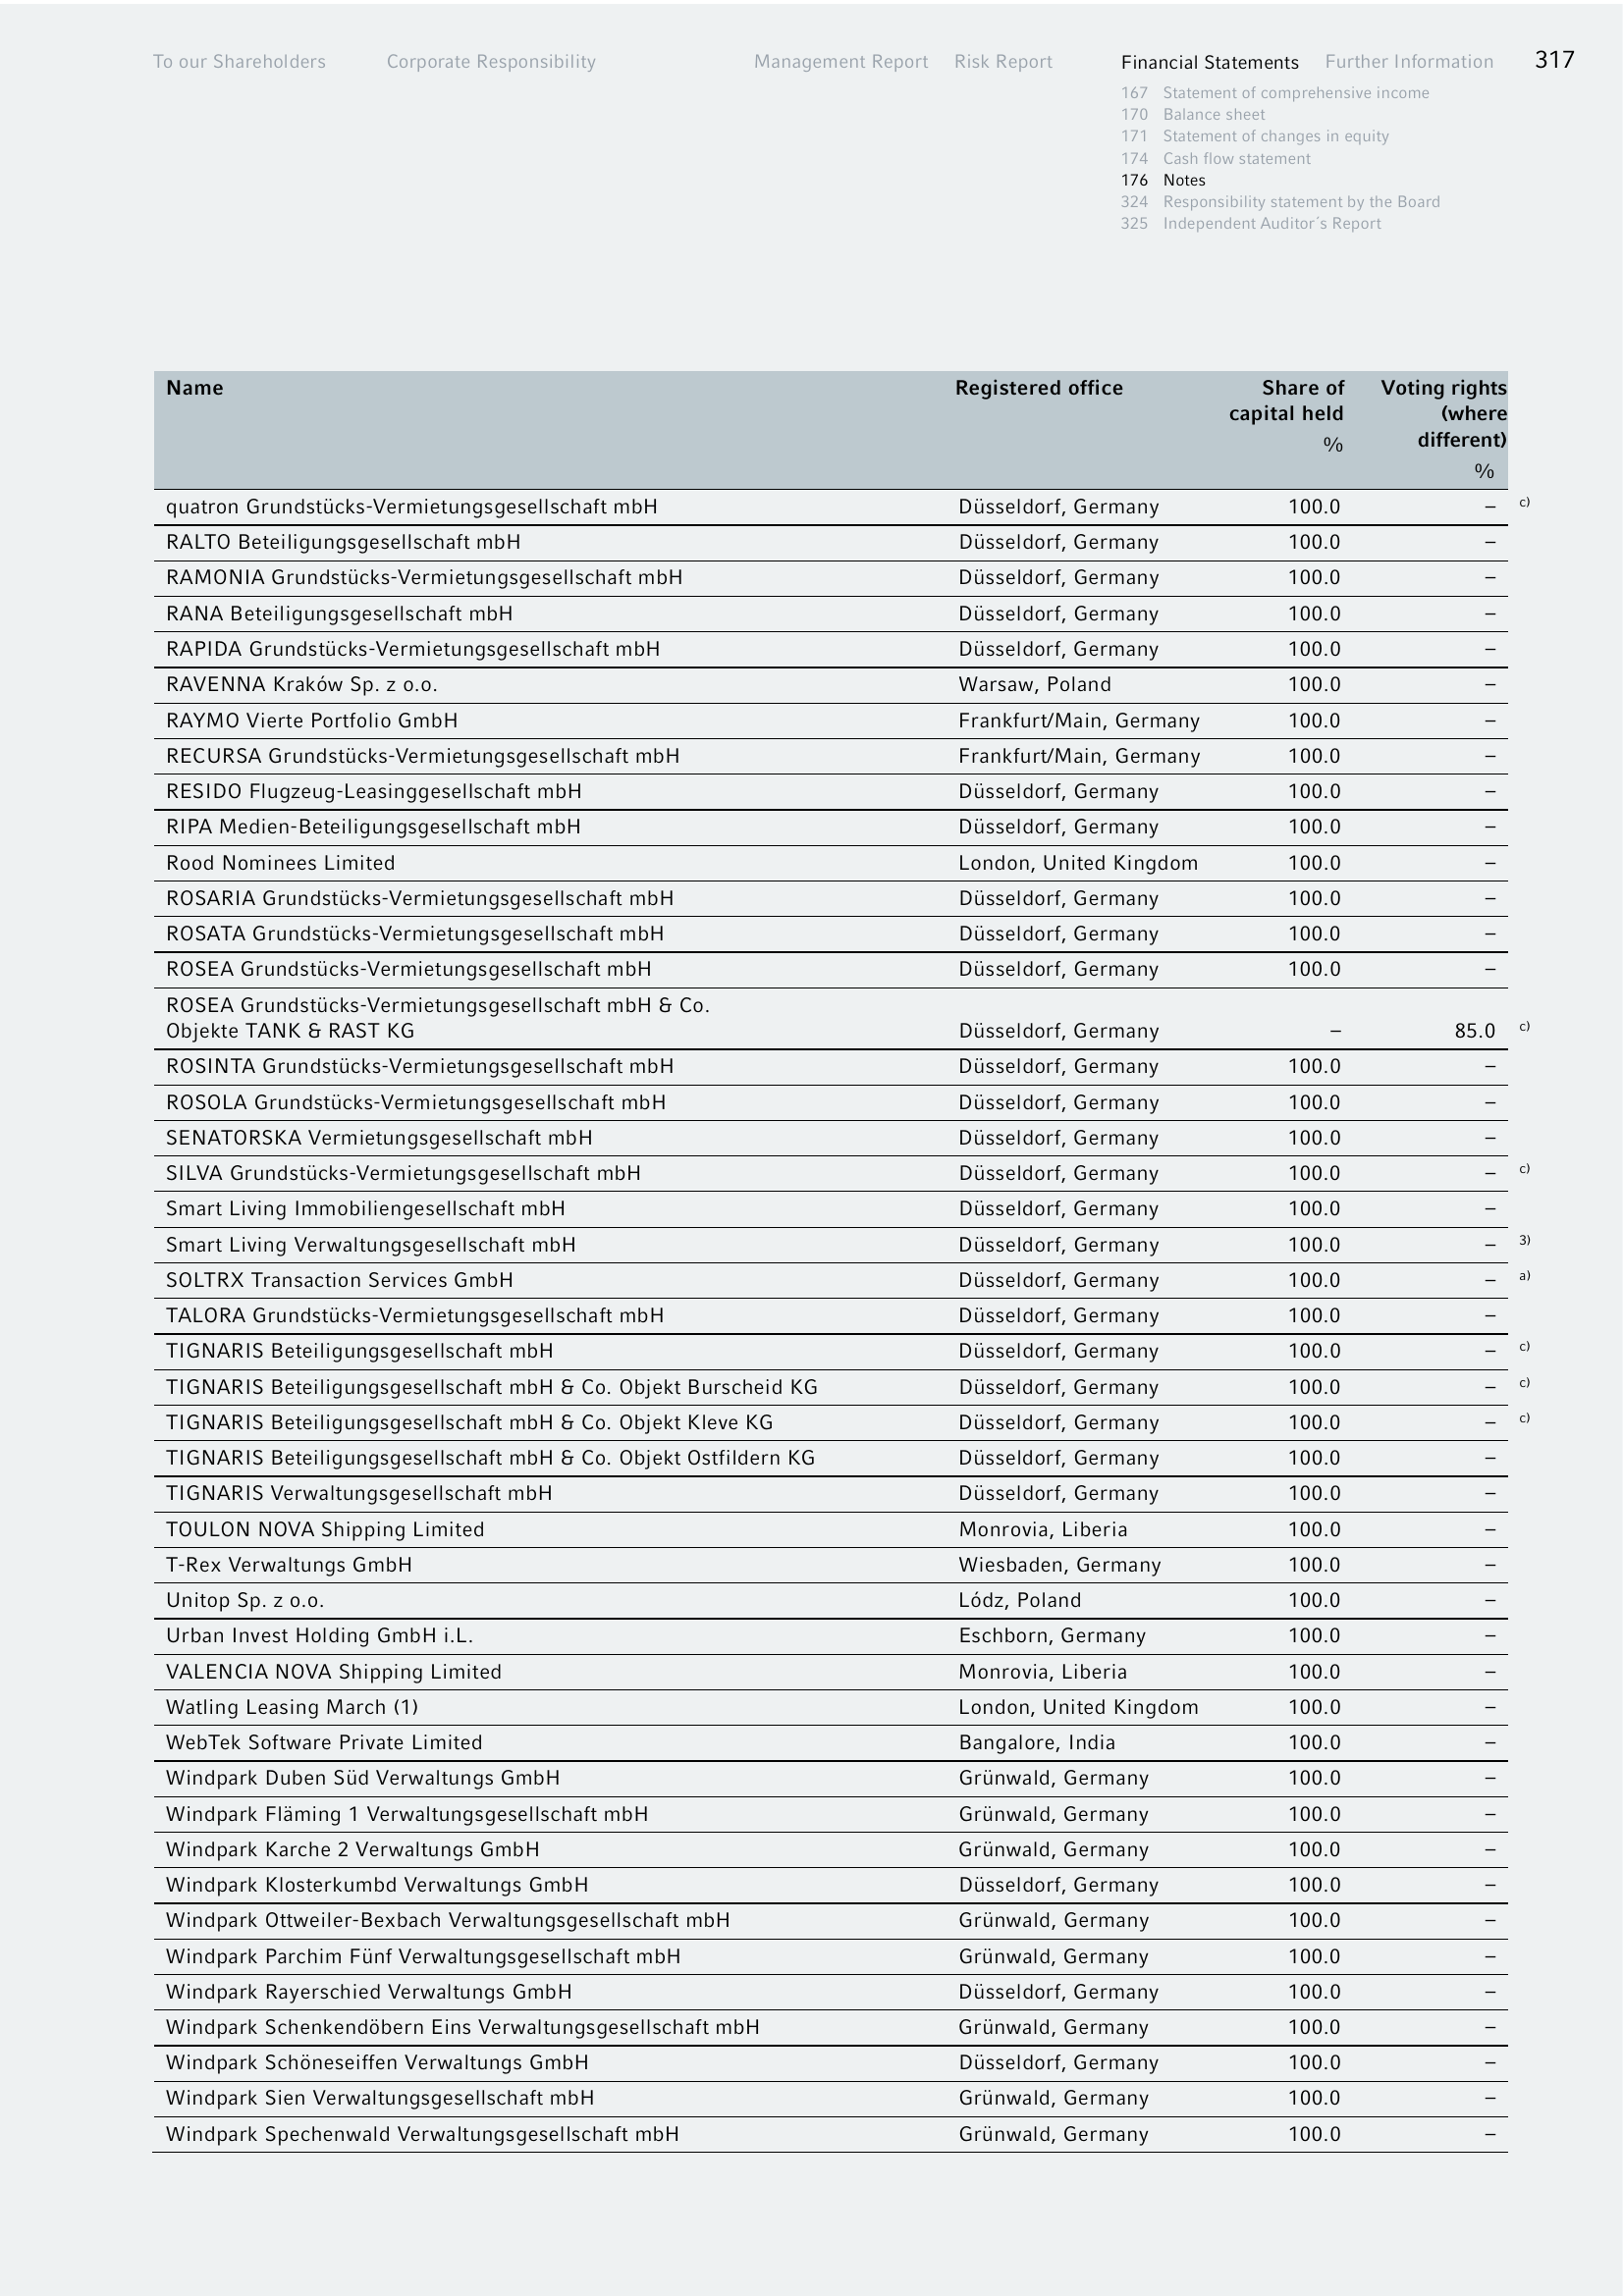 To our Shareholders Corporate Responsibility Management Report Risk Report Financial Statements Further Information 317
167 Statement of comprehensive income
170 Balance sheet
171 Statement of changes in equity
174 Cash flow statement
176 Notes
324 Responsibility statement by the Board
325 Independent Auditor´s Report
Name Registered office Share of Voting rights
capital held (where
% different)
%
quatron Grundstücks-Vermietungsgesellschaft mbH Düsseldorf, Germany 100.0 – c)
RALTO Beteiligungsgesellschaft mbH Düsseldorf, Germany 100.0 –
RAMONIA Grundstücks-Vermietungsgesellschaft mbH Düsseldorf, Germany 100.0 –
RANA Beteiligungsgesellschaft mbH Düsseldorf, Germany 100.0 –
RAPIDA Grundstücks-Vermietungsgesellschaft mbH Düsseldorf, Germany 100.0 –
RAVENNA Kraków Sp. z o.o. Warsaw, Poland 100.0 –
RAYMO Vierte Portfolio GmbH Frankfurt/Main, Germany 100.0 –
RECURSA Grundstücks-Vermietungsgesellschaft mbH Frankfurt/Main, Germany 100.0 –
RESIDO Flugzeug-Leasinggesellschaft mbH Düsseldorf, Germany 100.0 –
RIPA Medien-Beteiligungsgesellschaft mbH Düsseldorf, Germany 100.0 –
Rood Nominees Limited London, United Kingdom 100.0 –
ROSARIA Grundstücks-Vermietungsgesellschaft mbH Düsseldorf, Germany 100.0 –
ROSATA Grundstücks-Vermietungsgesellschaft mbH Düsseldorf, Germany 100.0 –
ROSEA Grundstücks-Vermietungsgesellschaft mbH Düsseldorf, Germany 100.0 –
ROSEA Grundstücks-Vermietungsgesellschaft mbH & Co.
Objekte TANK & RAST KG Düsseldorf, Germany – 85.0 c)
ROSINTA Grundstücks-Vermietungsgesellschaft mbH Düsseldorf, Germany 100.0 –
ROSOLA Grundstücks-Vermietungsgesellschaft mbH Düsseldorf, Germany 100.0 –
SENATORSKA Vermietungsgesellschaft mbH Düsseldorf, Germany 100.0 –
SILVA Grundstücks-Vermietungsgesellschaft mbH Düsseldorf, Germany 100.0 – c)
Smart Living Immobiliengesellschaft mbH Düsseldorf, Germany 100.0 –
Smart Living Verwaltungsgesellschaft mbH Düsseldorf, Germany 100.0 – 3)
SOLTRX Transaction Services GmbH Düsseldorf, Germany 100.0 – a)
TALORA Grundstücks-Vermietungsgesellschaft mbH Düsseldorf, Germany 100.0 –
TIGNARIS Beteiligungsgesellschaft mbH Düsseldorf, Germany 100.0 – c)
TIGNARIS Beteiligungsgesellschaft mbH & Co. Objekt Burscheid KG Düsseldorf, Germany 100.0 – c)
TIGNARIS Beteiligungsgesellschaft mbH & Co. Objekt Kleve KG Düsseldorf, Germany 100.0 – c)
TIGNARIS Beteiligungsgesellschaft mbH & Co. Objekt Ostfildern KG Düsseldorf, Germany 100.0 –
TIGNARIS Verwaltungsgesellschaft mbH Düsseldorf, Germany 100.0 –
TOULON NOVA Shipping Limited Monrovia, Liberia 100.0 –
T-Rex Verwaltungs GmbH Wiesbaden, Germany 100.0 –
Unitop Sp. z o.o. Lódz, Poland 100.0 –
Urban Invest Holding GmbH i.L. Eschborn, Germany 100.0 –
VALENCIA NOVA Shipping Limited Monrovia, Liberia 100.0 –
Watling Leasing March (1) London, United Kingdom 100.0 –
WebTek Software Private Limited Bangalore, India 100.0 –
Windpark Duben Süd Verwaltungs GmbH Grünwald, Germany 100.0 –
Windpark Fläming 1 Verwaltungsgesellschaft mbH Grünwald, Germany 100.0 –
Windpark Karche 2 Verwaltungs GmbH Grünwald, Germany 100.0 –
Windpark Klosterkumbd Verwaltungs GmbH Düsseldorf, Germany 100.0 –
Windpark Ottweiler-Bexbach Verwaltungsgesellschaft mbH Grünwald, Germany 100.0 –
Windpark Parchim Fünf Verwaltungsgesellschaft mbH Grünwald, Germany 100.0 –
Windpark Rayerschied Verwaltungs GmbH Düsseldorf, Germany 100.0 –
Windpark Schenkendöbern Eins Verwaltungsgesellschaft mbH Grünwald, Germany 100.0 –
Windpark Schöneseiffen Verwaltungs GmbH Düsseldorf, Germany 100.0 –
Windpark Sien Verwaltungsgesellschaft mbH Grünwald, Germany 100.0 –
Windpark Spechenwald Verwaltungsgesellschaft mbH Grünwald, Germany 100.0 –